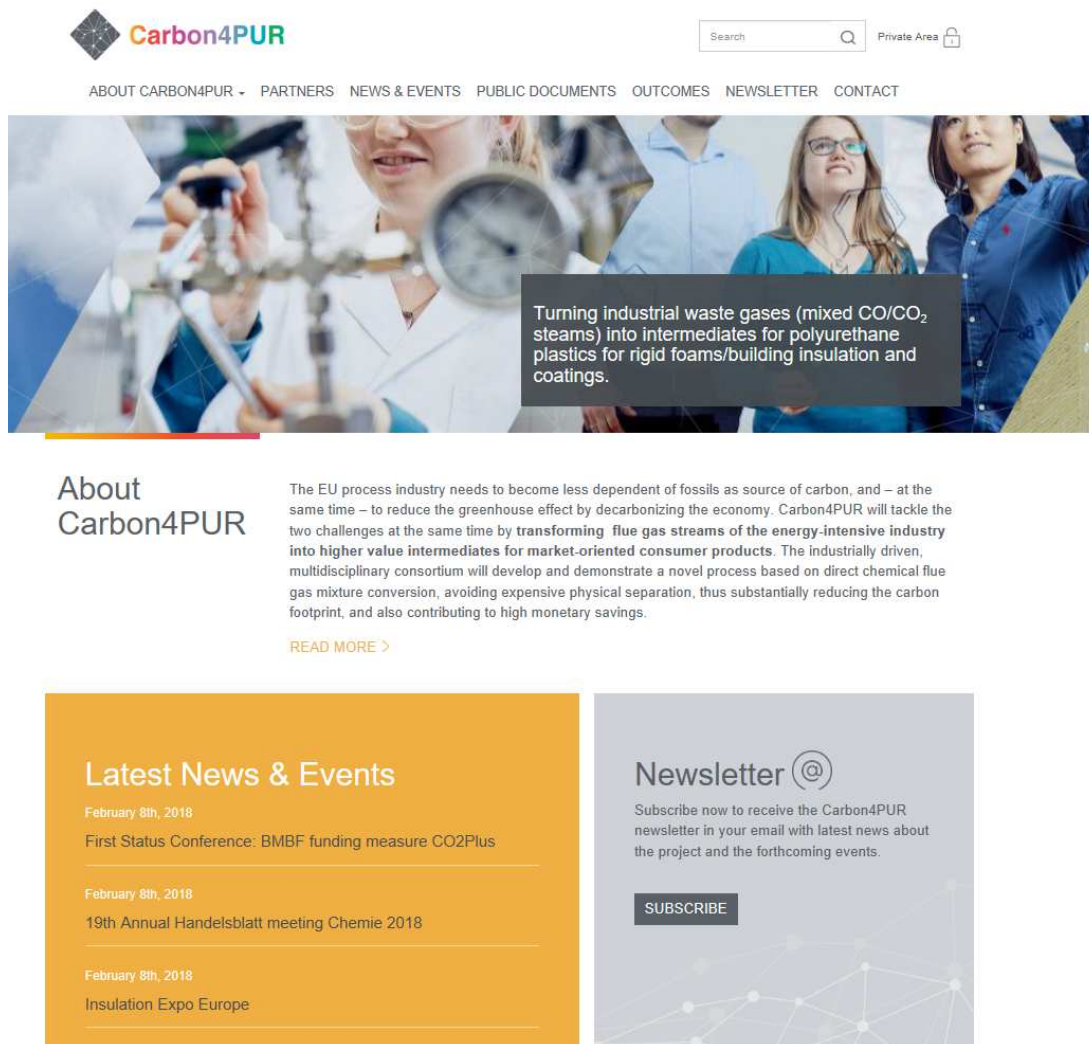 Carbon4PUR
Search
Private Area
ABOUT CARBON4PUR PARTNERS NEWS & EVENTS PUBLIC DOCUMENTS OUTCOMES NEWSLETTER CONTACT
Turning industrial waste gases (mixed CO/CO₂
steams) into intermediates for polyurethane
plastics for rigid foams/building insulation and
coatings.
About
Carbon4PUR
The EU process industry needs to become less dependent of fossils as source of carbon, and – at the
same time – to reduce the greenhouse effect by decarbonizing the economy. Carbon4PUR will tackle the
two challenges at the same time by transforming flue gas streams of the energy-intensive industry
into higher value intermediates for market-oriented consumer products. The industrially driven,
multidisciplinary consortium will develop and demonstrate a novel process based on direct chemical flue
gas mixture conversion, avoiding expensive physical separation, thus substantially reducing the carbon
footprint, and also contributing to high monetary savings.
READ MORE >
Latest News & Events
February 8th, 2018
First Status Conference: BMBF funding measure CO2Plus
February 8th, 2018
19th Annual Handelsblatt meeting Chemie 2018
February 8th, 2018
Insulation Expo Europe
Newsletter @
Subscribe now to receive the Carbon4PUR
newsletter in your email with latest news about
the project and the forthcoming events.
SUBSCRIBE